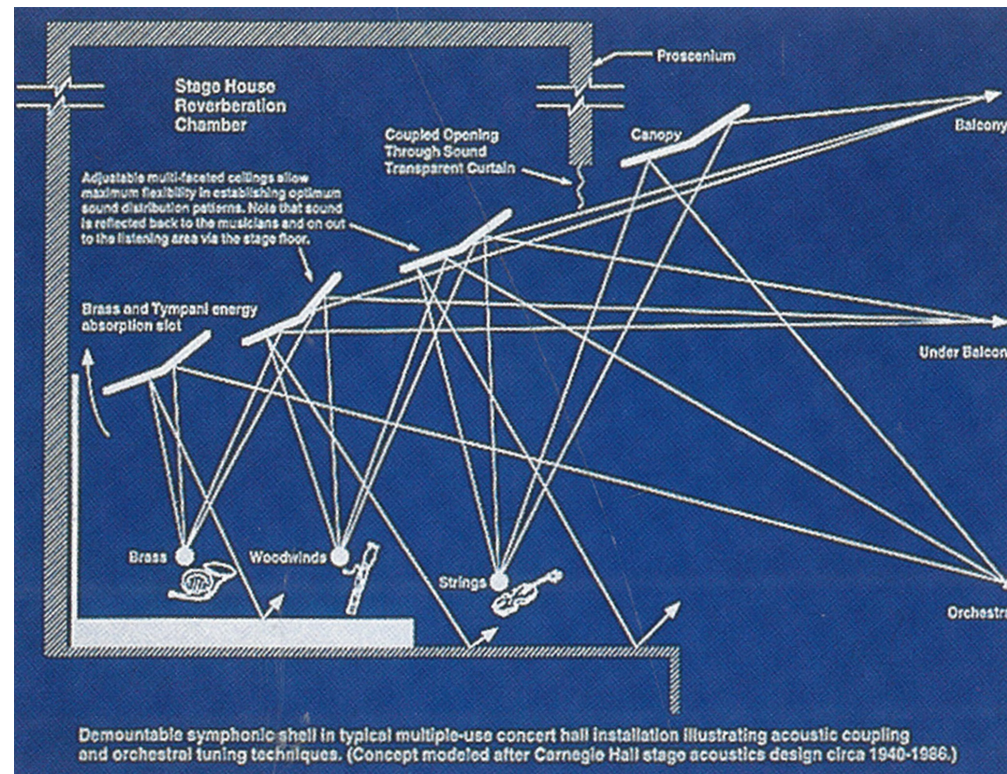 Proscenium
Stage House
Reverberation
Chamber
Coupled Opening
Through Sound
Transparent Curtain
Canopy
Balcony
Adjustable multi-faceted ceilings allow
maximum flexibility in establishing optimum
sound distribution patterns. Note that sound
is reflected back to the musicians and on out
to the listening area via the stage floor.
Brass and Tympani energy
absorption slot
Under Balcon
Brass
Woodwinds
Strings
Orchestra
Demountable symphonic shell in typical multiple-use concert hall installation illustrating acoustic coupling
and orchestral tuning techniques. (Concept modeled after Carnegie Hall stage acoustics design circa 1940-1986.)